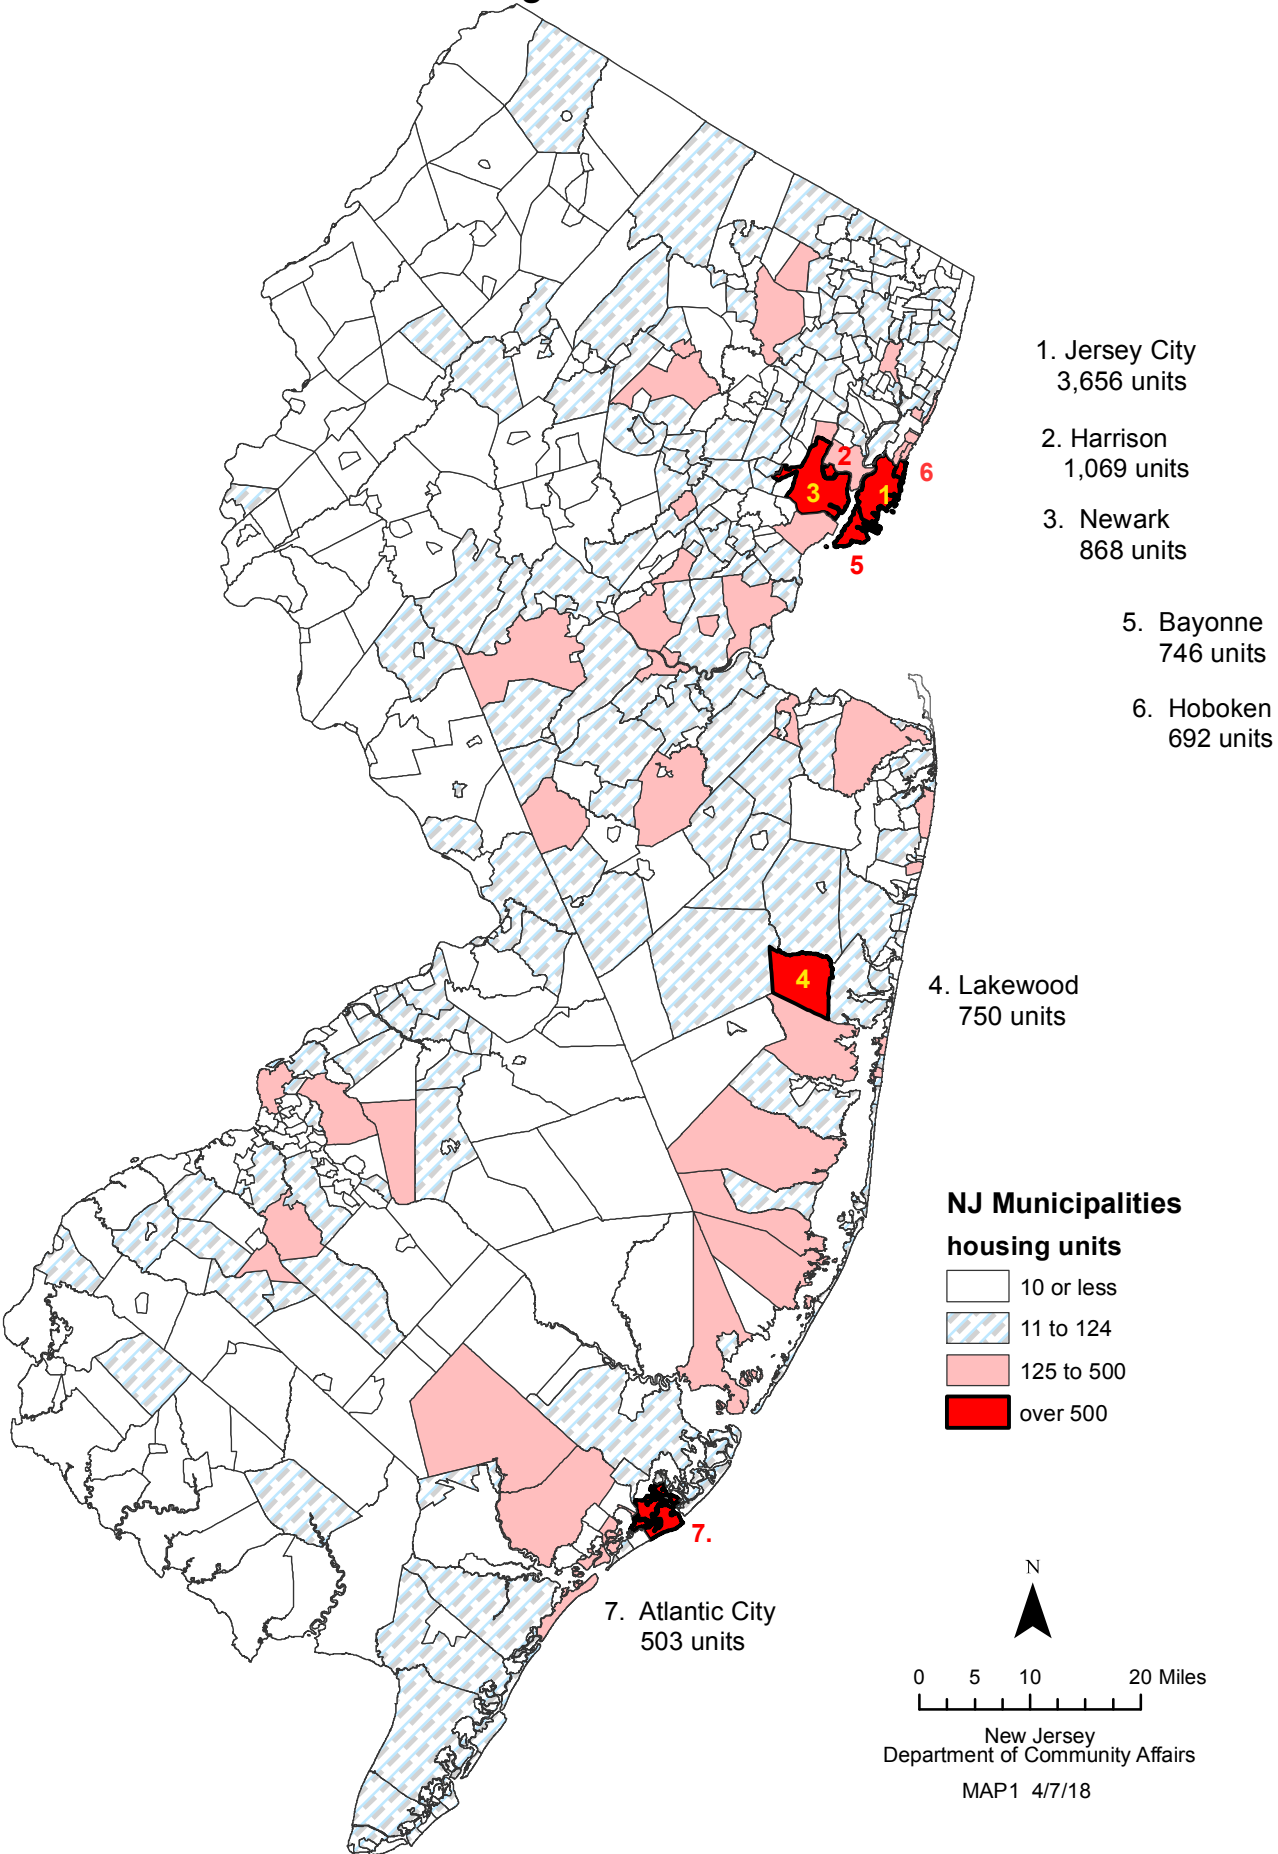 1. Jersey City
3,656 units
2. Harrison
1,069 units
3. Newark
868 units
5. Bayonne
746 units
6. Hoboken
692 units
4. Lakewood
750 units
7. Atlantic City
503 units
2
6
3
1
5
4
7.
NJ Municipalities
housing units
10 or less
11 to 124
125 to 500
over 500
N
0 5 10 20 Miles
New Jersey
Department of Community Affairs
MAP1 4/7/18